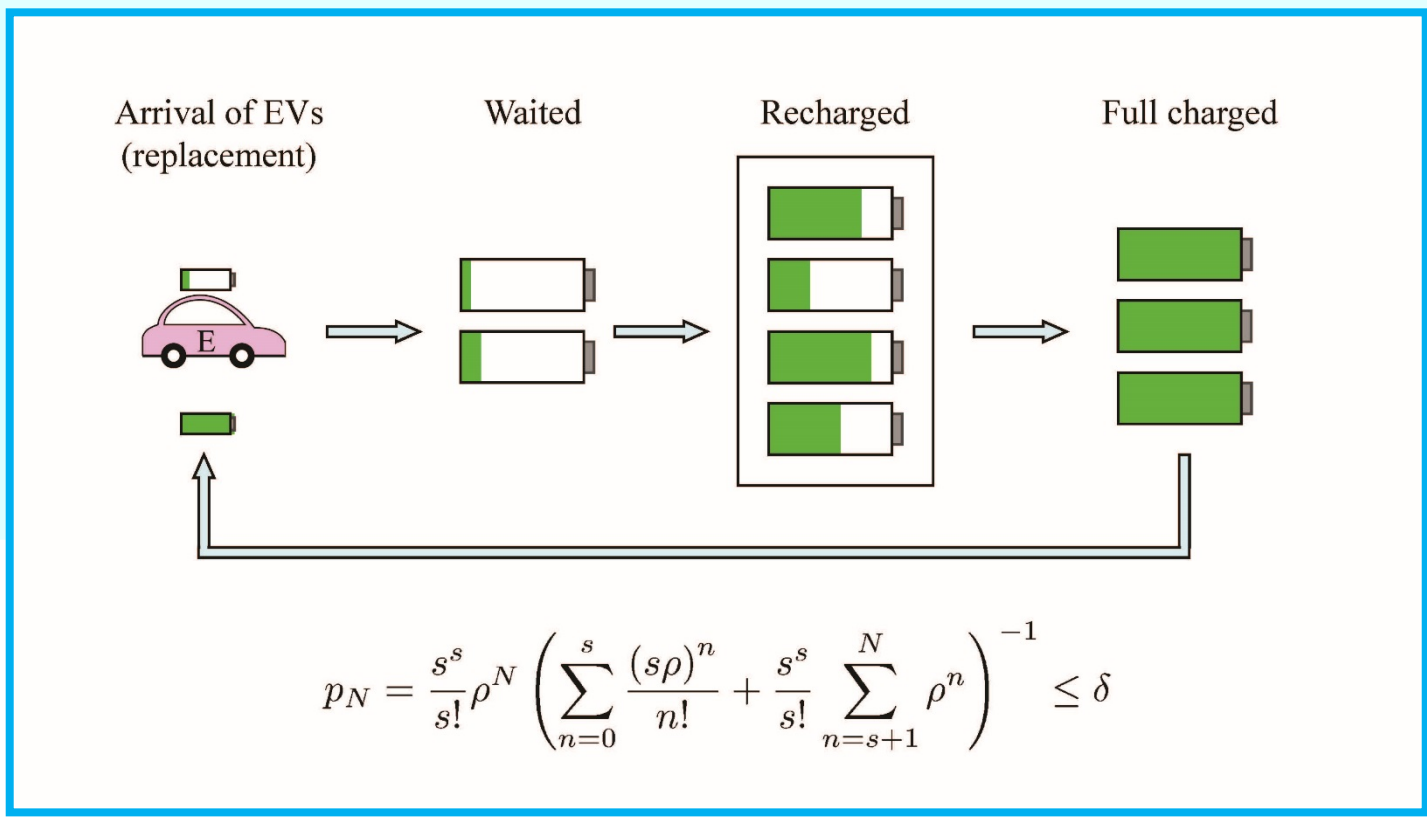 Arrival of EVs
(replacement)
Waited
Recharged
Full charged
E
p_N = \frac{s^s}{s!} \rho^N \left( \sum_{n=0}^{s} \frac{(s\rho)^n}{n!} + \frac{s^s}{s!} \sum_{n=s+1}^{N} \rho^n \right)^{-1} \leq \delta